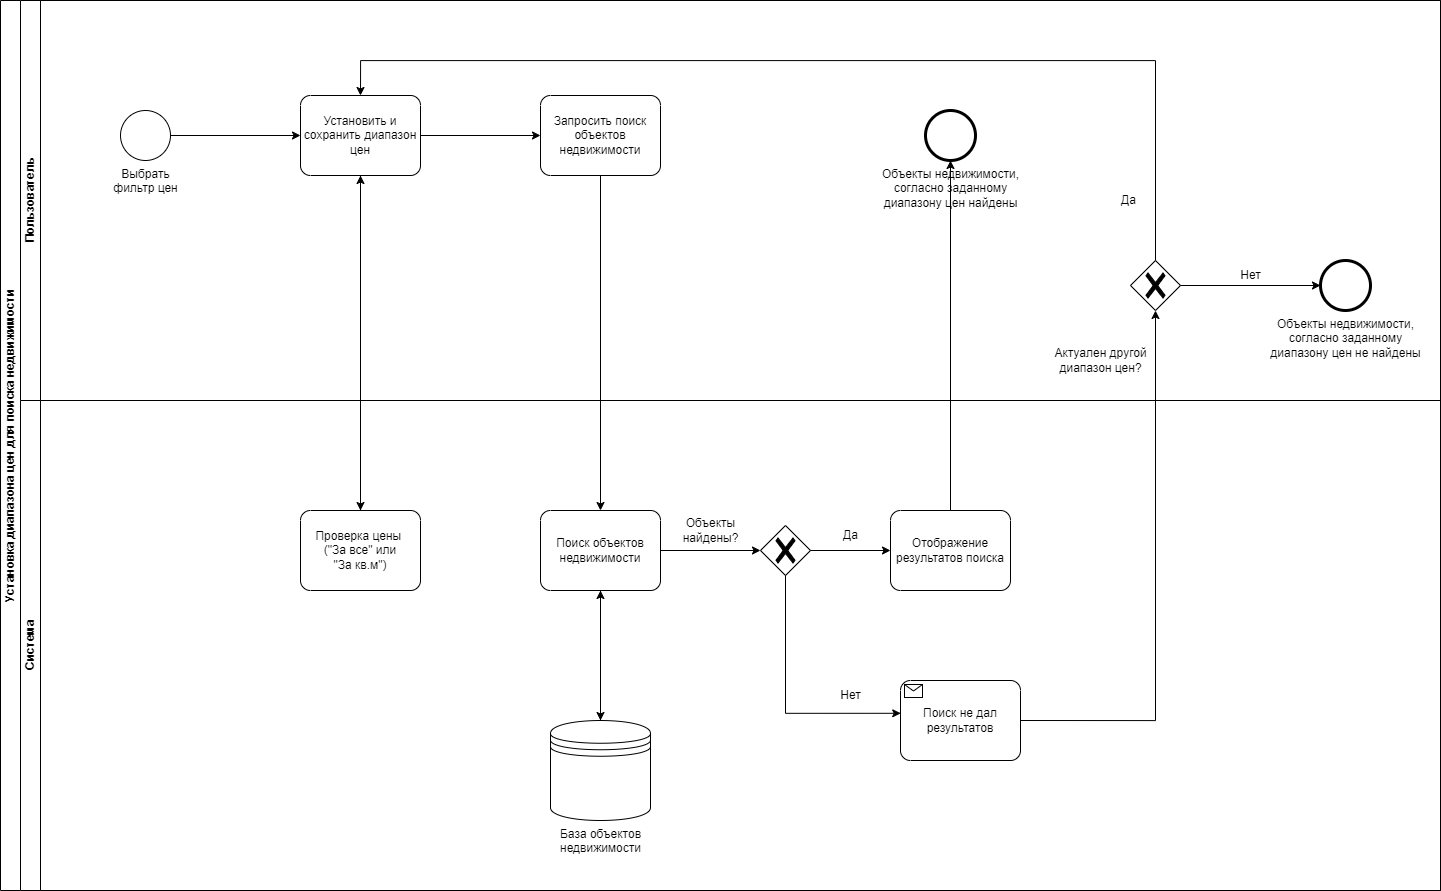 Установка диапазона цен для поиска недвижимости
Пользователь
Выбрать
фильтр цен
Установить и
сохранить диапазон
цен
Запросить поиск
объектов
недвижимости
Объекты недвижимости,
согласно заданному
диапазону цен найдены
Да
Нет
Объекты недвижимости,
согласно заданному
диапазону цен не найдены
Актуален другой
диапазон цен?
Система
Проверка цены
("За все" или
"За кв.м")
Поиск объектов
недвижимости
Объекты
найдены?
Да
Отображение
результатов поиска
Нет
Поиск не дал
результатов
База объектов
недвижимости